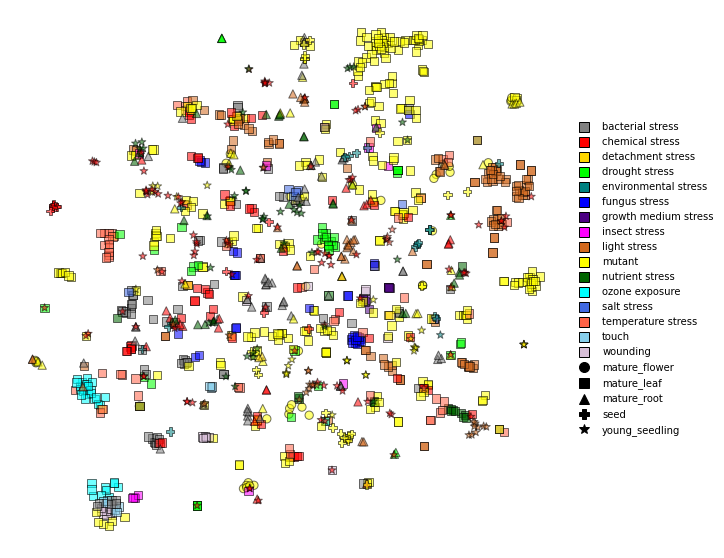 bacterial stress
chemical stress
detachment stress
drought stress
environmental stress
fungus stress
growth medium stress
insect stress
light stress
mutant
nutrient stress
ozone exposure
salt stress
temperature stress
touch
wounding
mature_flower
mature_leaf
mature_root
seed
young_seedling